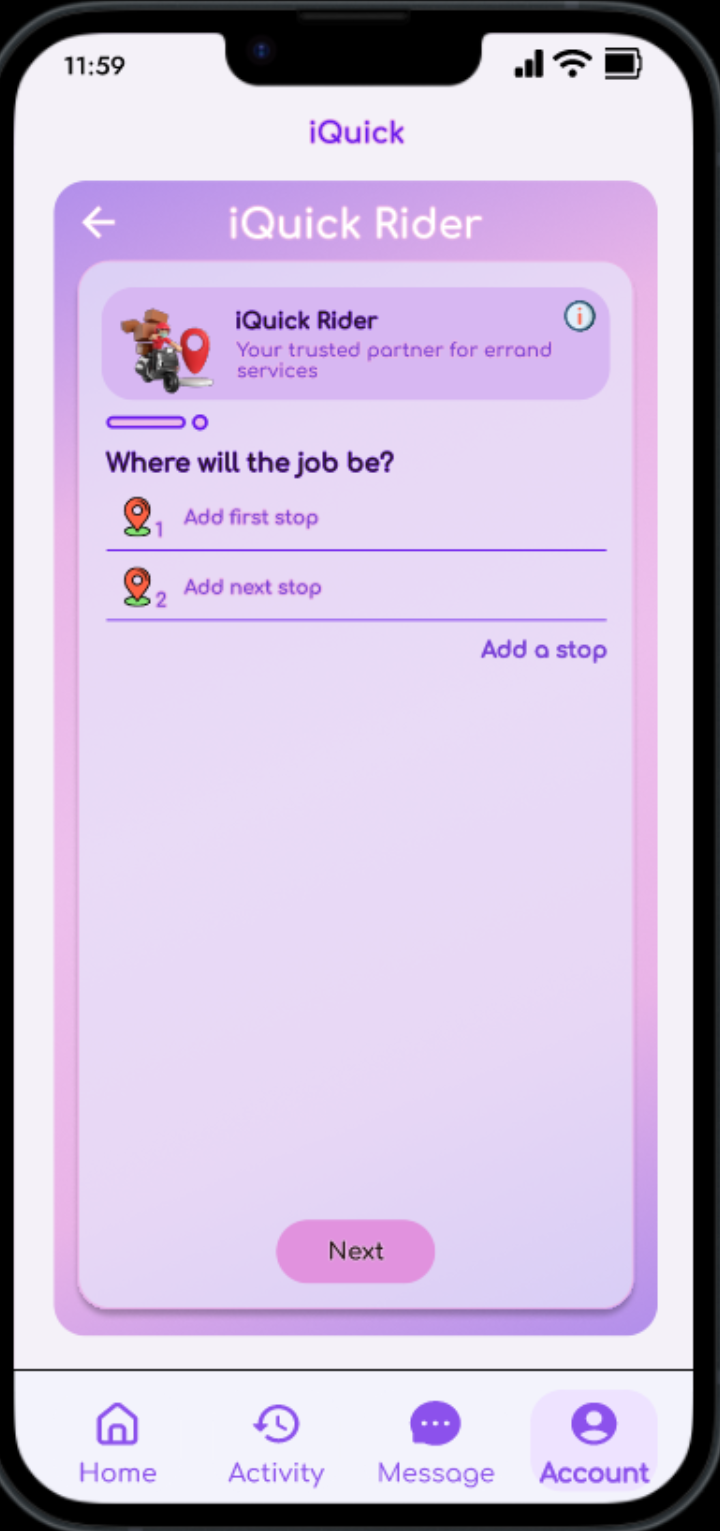 11:59
iQuick
iQuick Rider
iQuick Rider
i
Your trusted partner for errand
services
Where will the job be?
1 Add first stop
2 Add next stop
Add a stop
Next
Home Activity Message Account